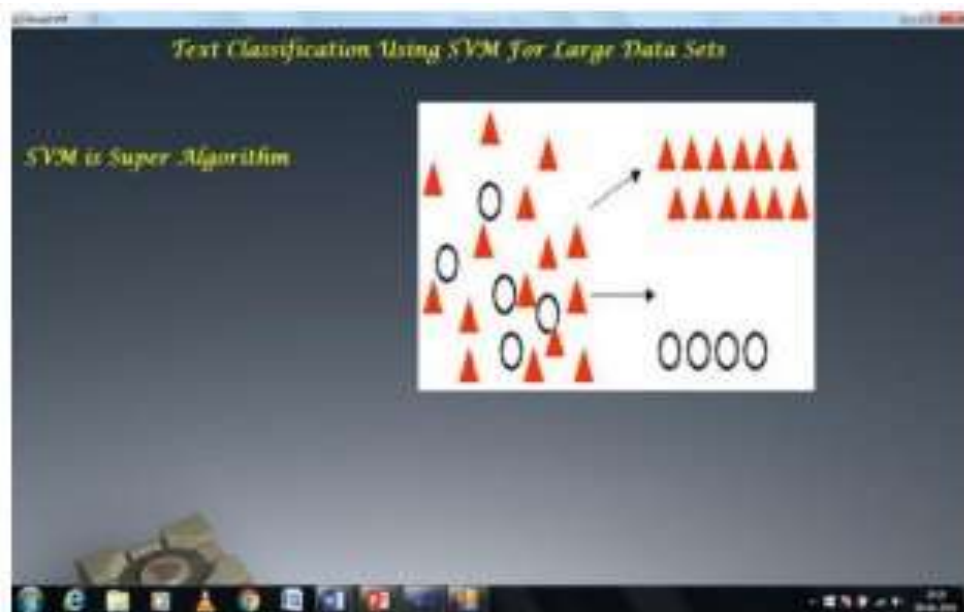 Text Classification Using SVM For Large Data Sets
SVM is Super Algorithm